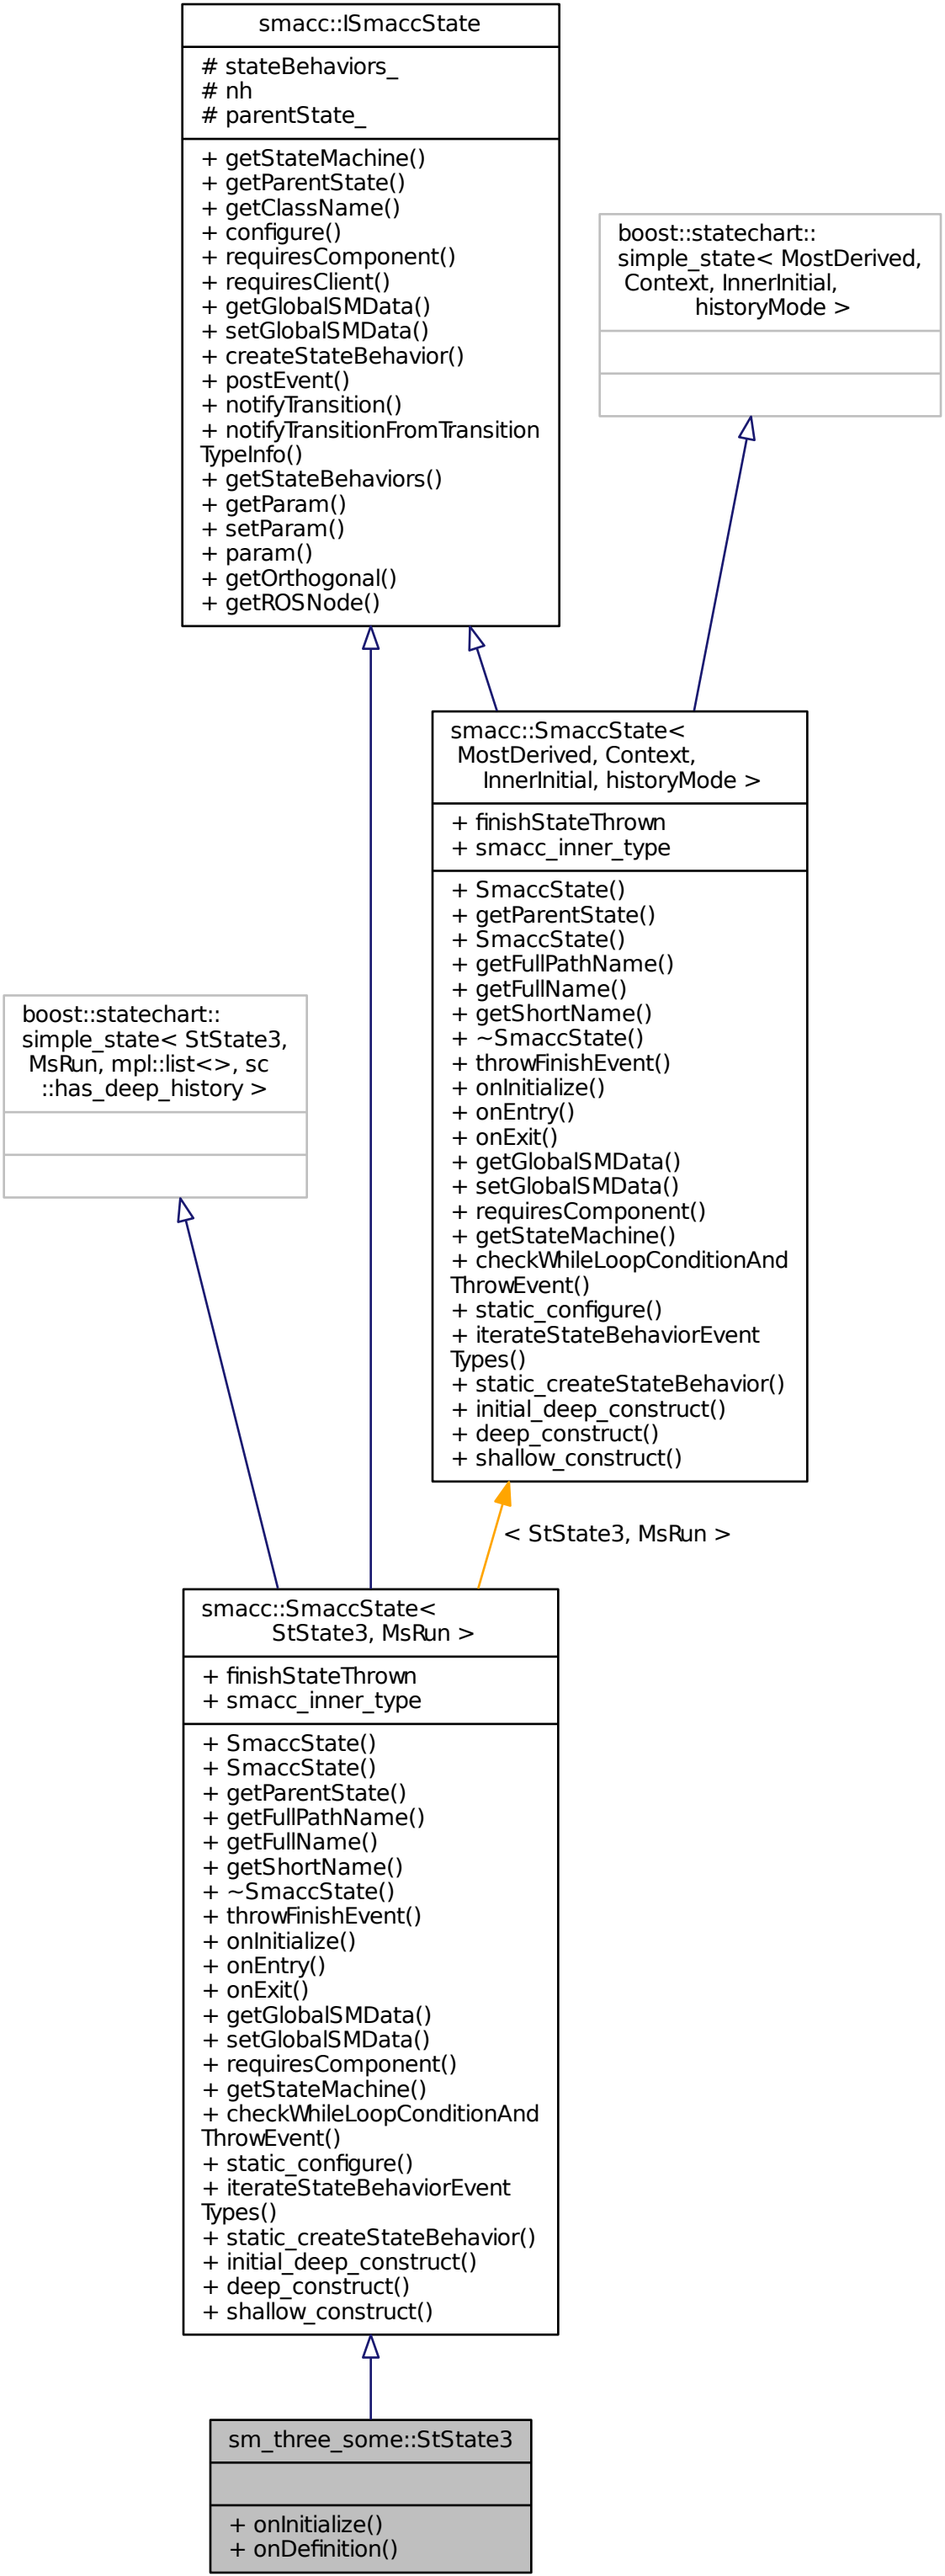 smacc::ISmaccState
# stateBehaviors_
# nh
# parentState_
+ getStateMachine()
+ getParentState()
+ getClassName()
+ configure()
+ requiresComponent()
+ requiresClient()
+ getGlobalSMData()
+ setGlobalSMData()
+ createStateBehavior()
+ postEvent()
+ notifyTransition()
+ notifyTransitionFromTransition
TypeInfo()
+ getStateBehaviors()
+ getParam()
+ setParam()
+ param()
+ getOrthogonal()
+ getROSNode()
boost::statechart::
simple_state< MostDerived,
Context, InnerInitial,
historyMode >
smacc::SmaccState<
MostDerived, Context,
InnerInitial, historyMode >
+ finishStateThrown
+ smacc_inner_type
+ SmaccState()
+ getParentState()
+ SmaccState()
+ getFullPathName()
+ getFullName()
+ getShortName()
+ ~SmaccState()
+ throwFinishEvent()
+ onInitialize()
+ onEntry()
+ onExit()
+ getGlobalSMData()
+ setGlobalSMData()
+ requiresComponent()
+ getStateMachine()
+ checkWhileLoopConditionAnd
ThrowEvent()
+ static_configure()
+ iterateStateBehaviorEvent
Types()
+ static_createStateBehavior()
+ initial_deep_construct()
+ deep_construct()
+ shallow_construct()
boost::statechart::
simple_state< StState3,
MsRun, mpl::list<>, sc
::has_deep_history >
< StState3, MsRun >
smacc::SmaccState<
StState3, MsRun >
+ finishStateThrown
+ smacc_inner_type
+ SmaccState()
+ SmaccState()
+ getParentState()
+ getFullPathName()
+ getFullName()
+ getShortName()
+ ~SmaccState()
+ throwFinishEvent()
+ onInitialize()
+ onEntry()
+ onExit()
+ getGlobalSMData()
+ setGlobalSMData()
+ requiresComponent()
+ getStateMachine()
+ checkWhileLoopConditionAnd
ThrowEvent()
+ static_configure()
+ iterateStateBehaviorEvent
Types()
+ static_createStateBehavior()
+ initial_deep_construct()
+ deep_construct()
+ shallow_construct()
sm_three_some::StState3
+ onInitialize()
+ onDefinition()